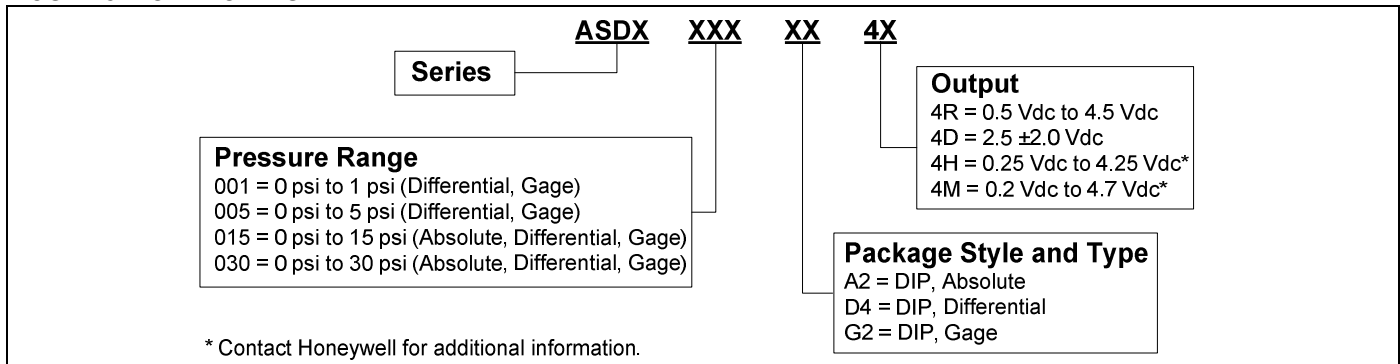 ASDX XXX XX 4X
Series
Output
4R = 0.5 Vdc to 4.5 Vdc
4D = 2.5 ±2.0 Vdc
4H = 0.25 Vdc to 4.25 Vdc*
4M = 0.2 Vdc to 4.7 Vdc*
Pressure Range
001 = 0 psi to 1 psi (Differential, Gage)
005 = 0 psi to 5 psi (Differential, Gage)
015 = 0 psi to 15 psi (Absolute, Differential, Gage)
030 = 0 psi to 30 psi (Absolute, Differential, Gage)
Package Style and Type
A2 = DIP, Absolute
D4 = DIP, Differential
G2 = DIP, Gage
* Contact Honeywell for additional information.